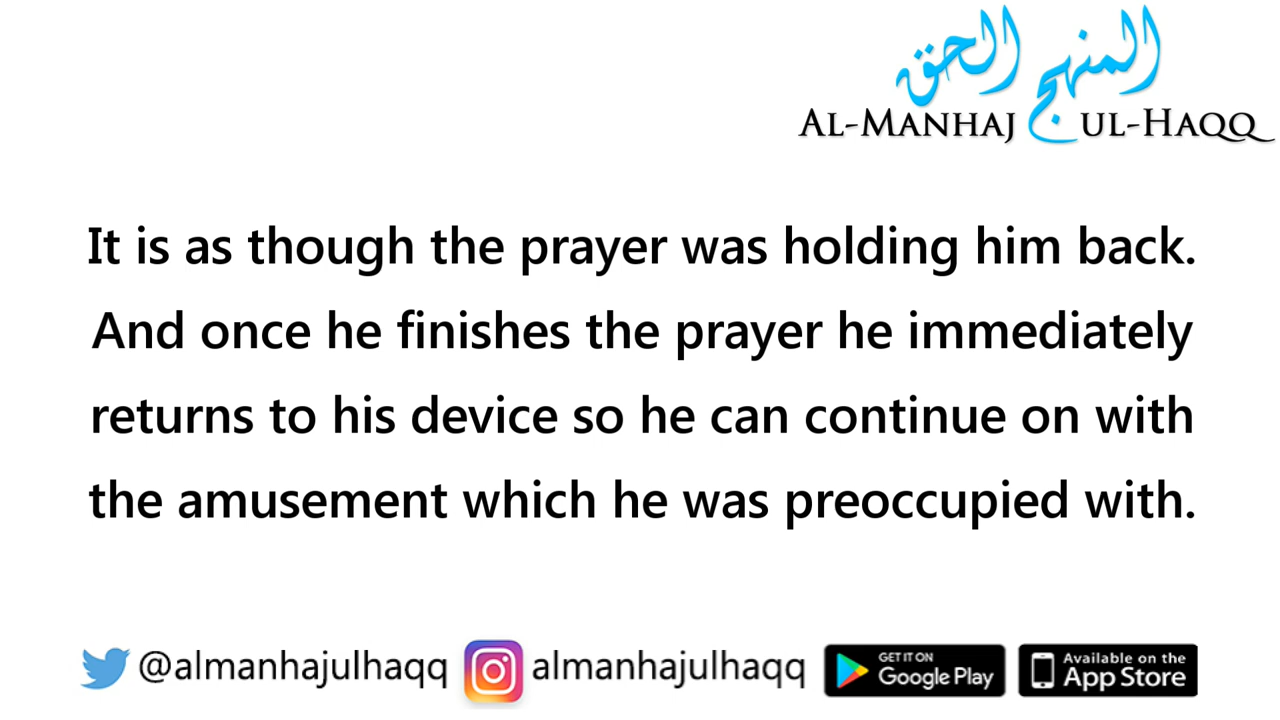 المنهج الحق
AL-MANHAJ UL-HAQQ
It is as though the prayer was holding him back.
And once he finishes the prayer he immediately
returns to his device so he can continue on with
the amusement which he was preoccupied with.
@almanhajulhaqq almanhajulhaqq GET IT ON Google Play Available on the App Store